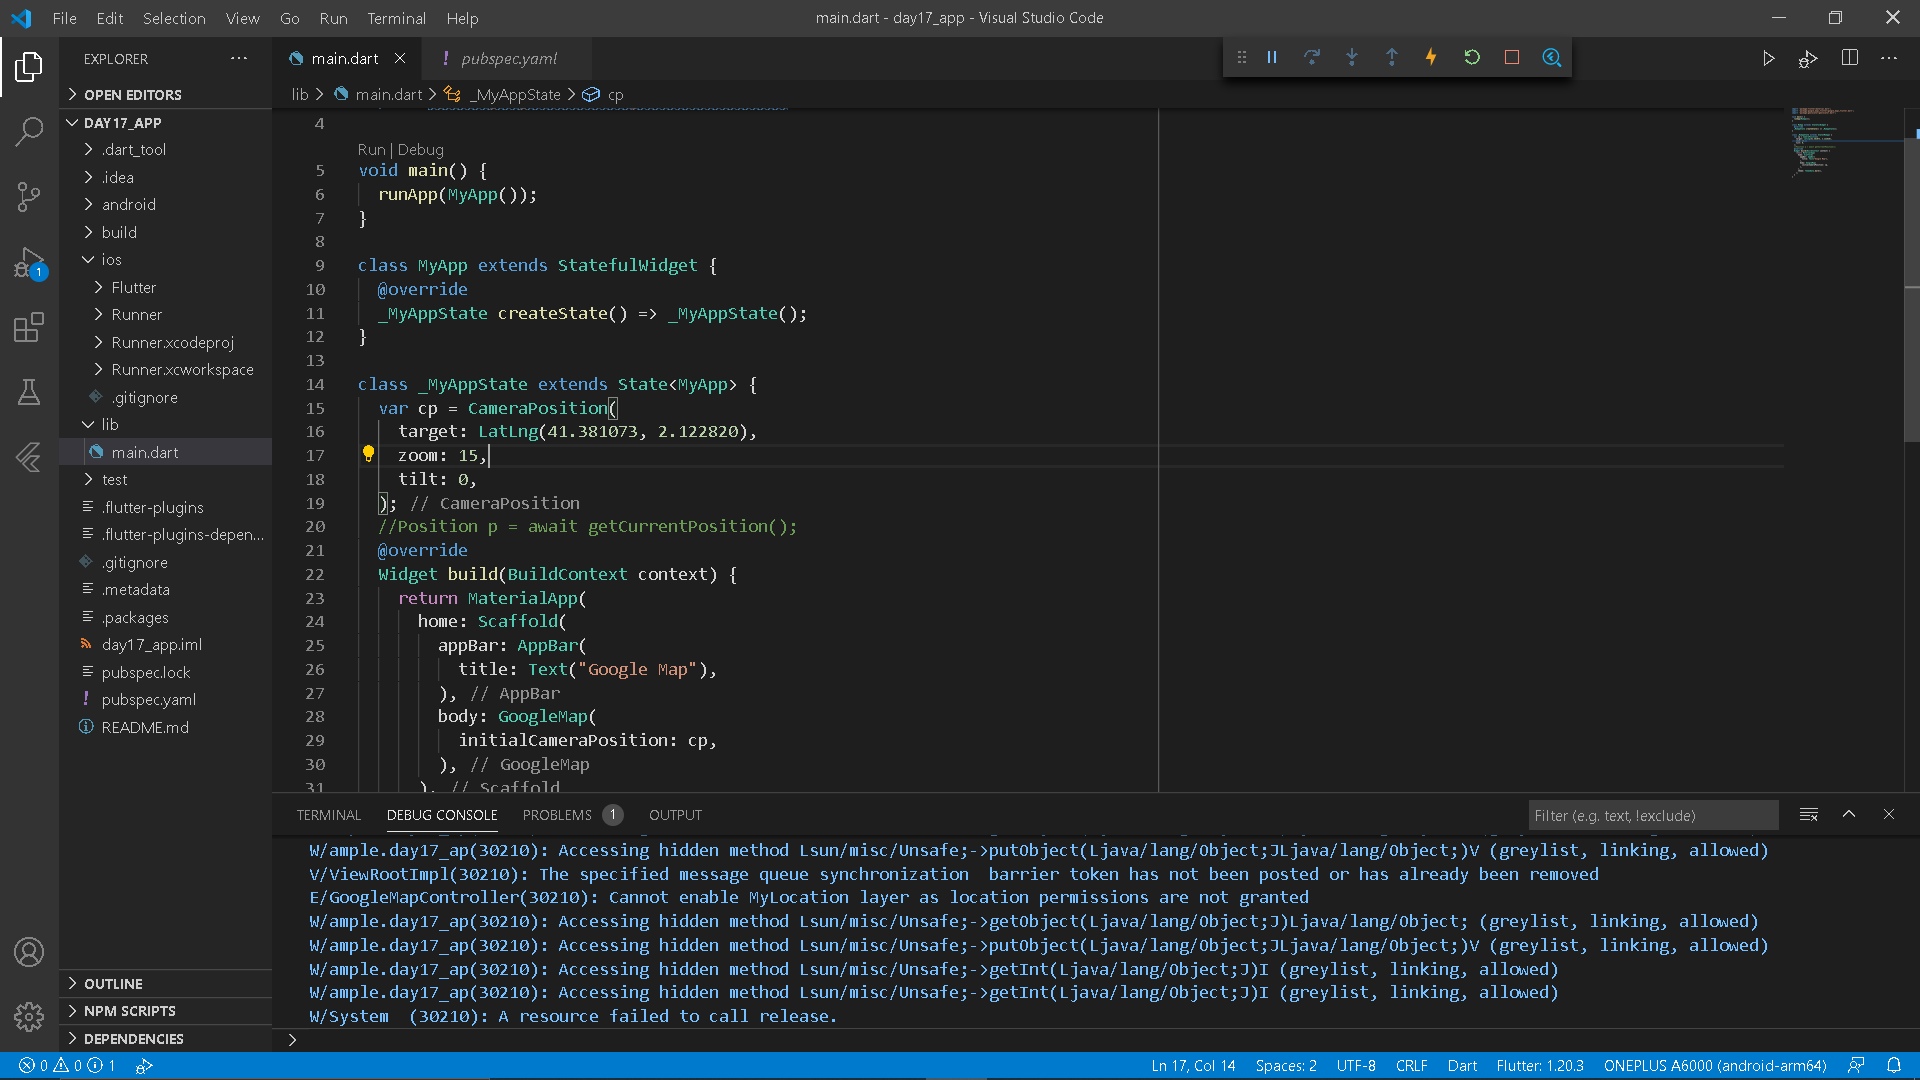 File Edit Selection View Go Run Terminal Help
main.dart - day17_app - Visual Studio Code
EXPLORER
OPEN EDITORS
DAY17_APP
.dart_tool
.idea
android
build
ios
Flutter
Runner
Runner.xcodeproj
Runner.xcworkspace
.gitignore
lib
main.dart
test
.flutter-plugins
.flutter-plugins-depen...
.gitignore
.metadata
.packages
day17_app.iml
pubspec.lock
pubspec.yaml
README.md
OUTLINE
NPM SCRIPTS
DEPENDENCIES
1
main.dart
! pubspec.yaml
lib > main.dart > _MyAppState > cp
4
Run | Debug
5 void main() {
6 runApp(MyApp());
7 }
8
9 class MyApp extends StatefulWidget {
10 @override
11 _MyAppState createState() => _MyAppState();
12 }
13
14 class _MyAppState extends State<MyApp> {
15 var cp = CameraPosition(
16 target: LatLng(41.381073, 2.122820),
17 zoom: 15,
18 tilt: 0,
19 ); // CameraPosition
20 //Position p = await getCurrentPosition();
21 @override
22 Widget build(BuildContext context) {
23 return MaterialApp(
24 home: Scaffold(
25 appBar: AppBar(
26 title: Text("Google Map"),
27 ), // AppBar
28 body: GoogleMap(
29 initialCameraPosition: cp,
30 ), // GoogleMap
31 ), // Scaffold
TERMINAL DEBUG CONSOLE PROBLEMS 1 OUTPUT
Filter (e.g. text, !exclude)
W/ample.day17_ap(30210): Accessing hidden method Lsun/misc/Unsafe;->putObject(Ljava/lang/Object;JLjava/lang/Object;)V (greylist, linking, allowed)
V/ViewRootImpl(30210): The specified message queue synchronization  barrier token has not been posted or has already been removed
E/GoogleMapController(30210): Cannot enable MyLocation layer as location permissions are not granted
W/ample.day17_ap(30210): Accessing hidden method Lsun/misc/Unsafe;->getObject(Ljava/lang/Object;J)Ljava/lang/Object; (greylist, linking, allowed)
W/ample.day17_ap(30210): Accessing hidden method Lsun/misc/Unsafe;->putObject(Ljava/lang/Object;JLjava/lang/Object;)V (greylist, linking, allowed)
W/ample.day17_ap(30210): Accessing hidden method Lsun/misc/Unsafe;->getInt(Ljava/lang/Object;J)I (greylist, linking, allowed)
W/ample.day17_ap(30210): Accessing hidden method Lsun/misc/Unsafe;->getInt(Ljava/lang/Object;J)I (greylist, linking, allowed)
W/System  (30210): A resource failed to call release.
>
0 0 1
Ln 17, Col 14 Spaces: 2 UTF-8 CRLF Dart Flutter: 1.20.3 ONEPLUS A6000 (android-arm64)